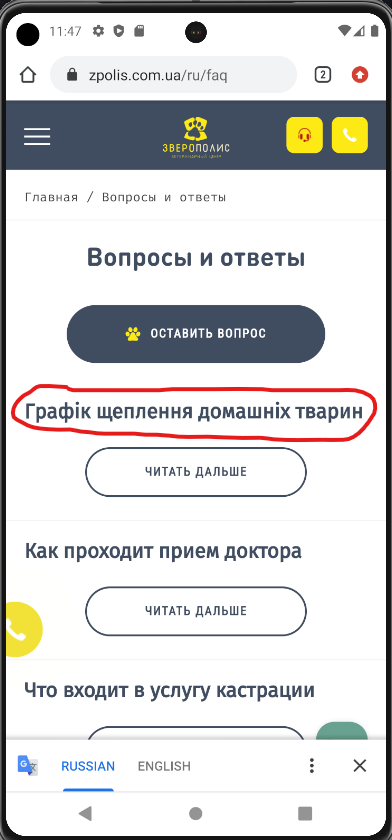 11:47
zpolis.com.ua/ru/faq
2
ЗВЕРОПОЛИС
Главная / Вопросы и ответы
Вопросы и ответы
ОСТАВИТЬ ВОПРОС
Графік щеплення домашніх тварин
ЧИТАТЬ ДАЛЬШЕ
Как проходит прием доктора
ЧИТАТЬ ДАЛЬШЕ
Что входит в услугу кастрации
RUSSIAN
ENGLISH